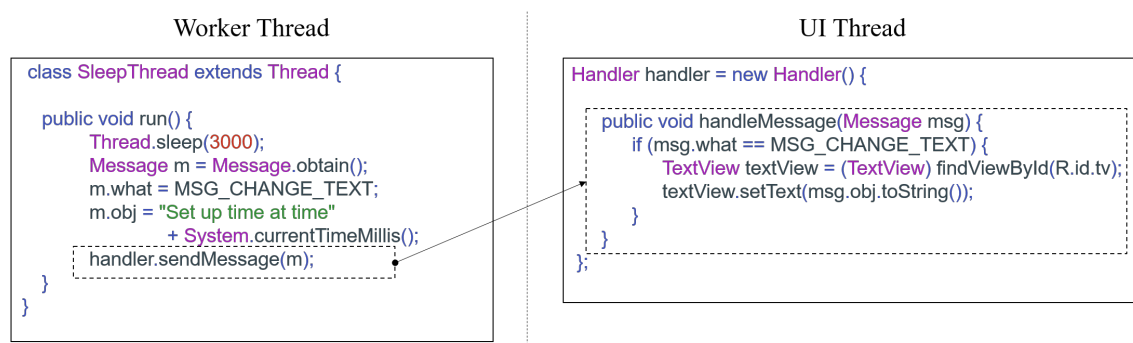 Worker Thread
class SleepThread extends Thread {
public void run() {
Thread.sleep(3000);
Message m = Message.obtain();
m.what = MSG_CHANGE_TEXT;
m.obj = "Set up time at time"
+ System.currentTimeMillis();
handler.sendMessage(m);
}
}
UI Thread
Handler handler = new Handler() {
public void handleMessage(Message msg) {
if (msg.what == MSG_CHANGE_TEXT) {
TextView textView = (TextView) findViewById(R.id.tv);
textView.setText(msg.obj.toString());
}
}
};